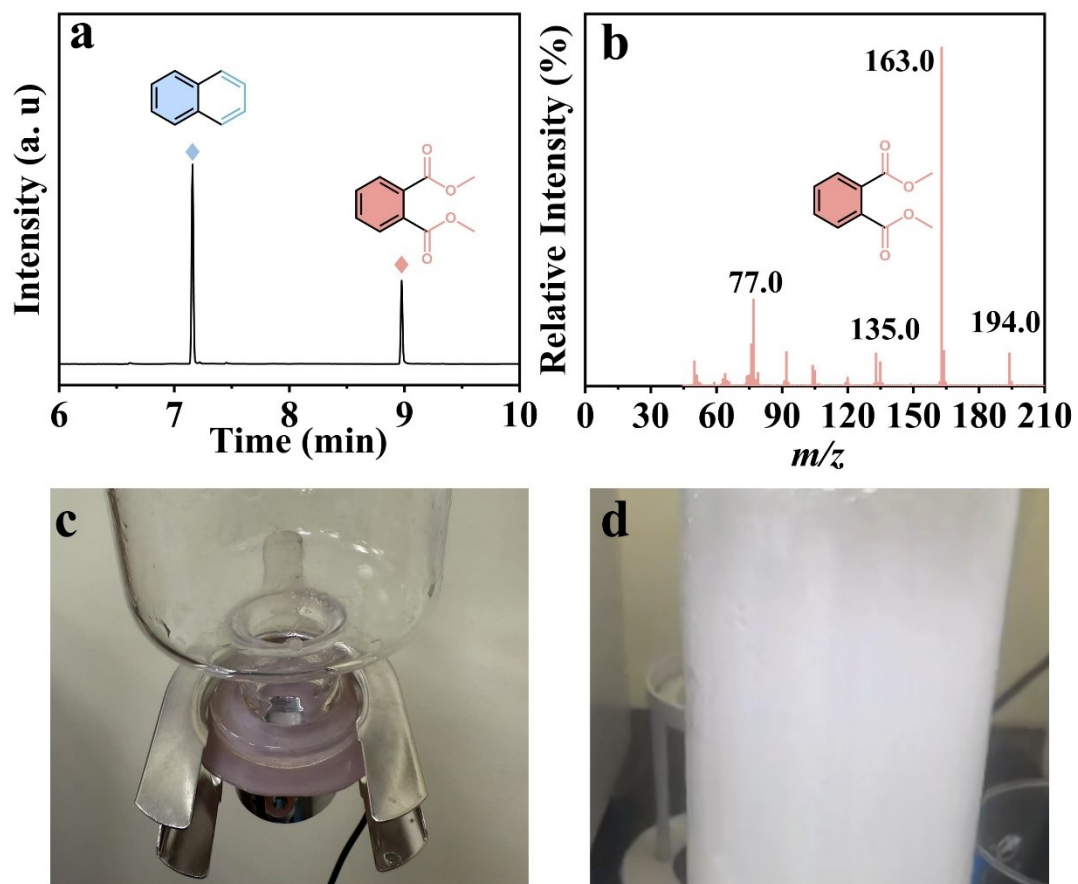 a
Intensity (a. u)
O
O
O
O
6
7
8
9
10
Time (min)
b
Relative Intensity (%)
163.0
O
O
O
O
77.0
135.0
194.0
0
30
60
90
120
150
180
210
m/z
c
d